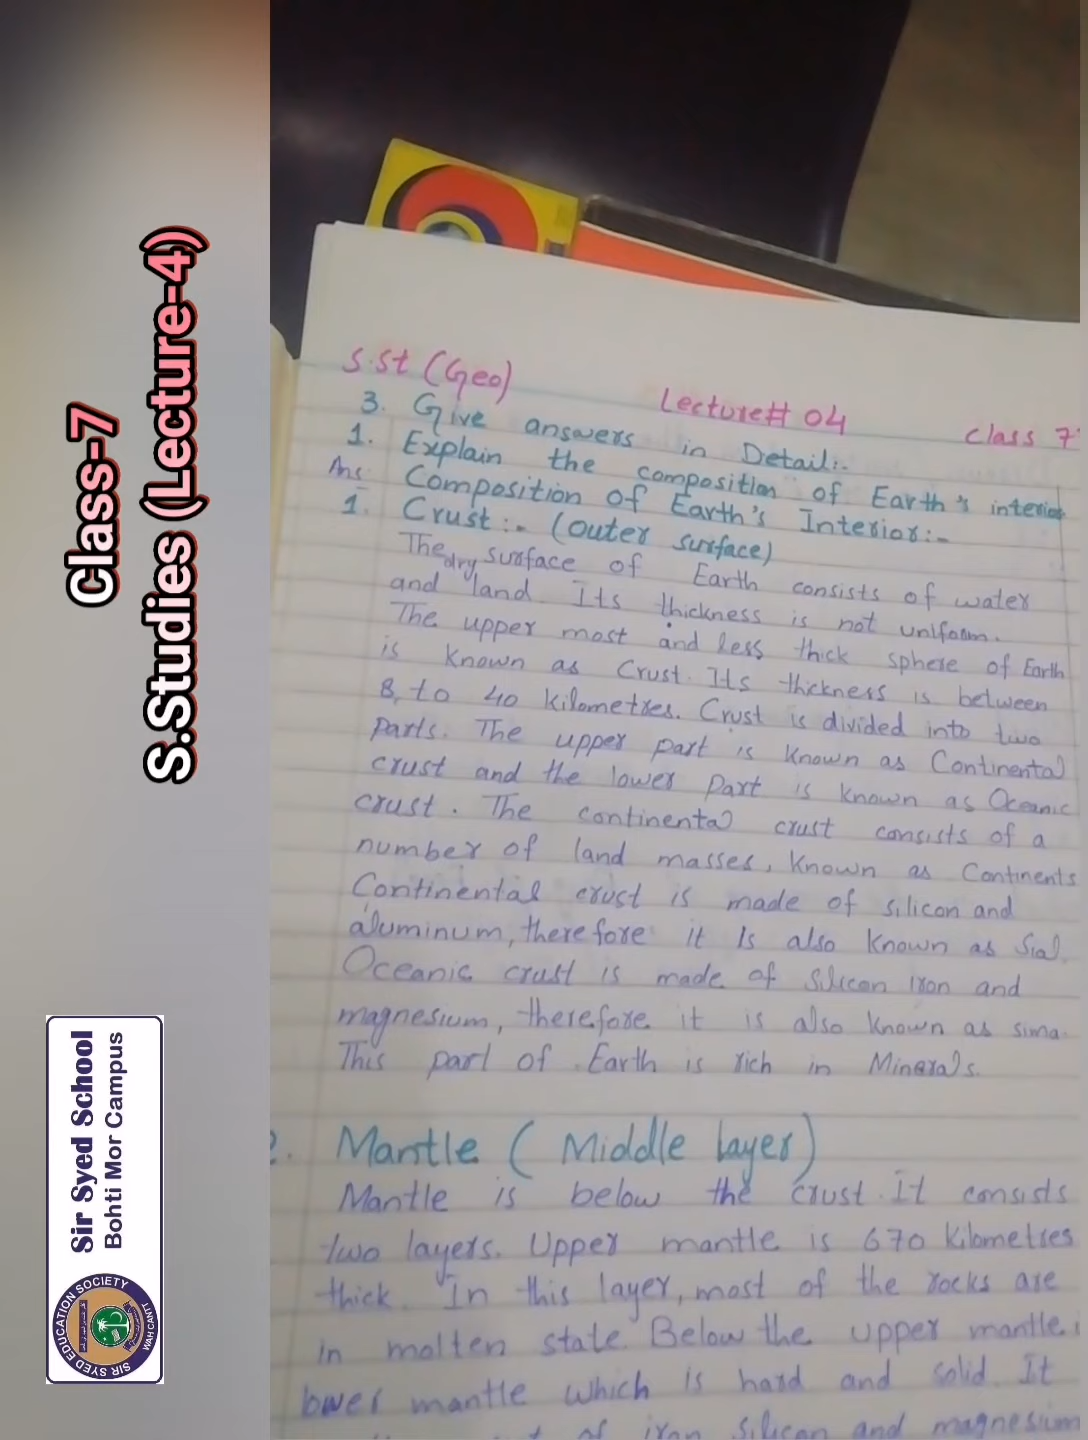 Class-7
S.Studies (Lecture-4)
Sir Syed School
Bohti Mor Campus
SIR SYED EDUCATION SOCIETY
WAH CANTT
S.St (Geo) Lecture# 04 Class 7
3. Give answers in Detail:-
1. Explain the composition of Earth's interior
Ans Composition of Earth's Interior:-
1. Crust:- (outer surface)
The dry surface of Earth consists of water
and land. Its thickness is not uniform.
The upper most and less thick sphere of Earth
is known as Crust. Its thickness is between
8 to 40 kilometres. Crust is divided into two
parts. The upper part is known as Continental
crust and the lower part is known as Oceanic
crust. The continental crust consists of a
number of land masses, known as Continents
Continental crust is made of silicon and
aluminum, therefore it is also known as Sial.
Oceanic crust is made of Silicon Iron and
magnesium, therefore it is also known as sima.
This part of Earth is rich in Minerals.
2. Mantle (Middle layer)
Mantle is below the crust. It consists
two layers. Upper mantle is 670 kilometres
thick. In this layer, most of the rocks are
in molten state. Below the upper mantle i
lower mantle which is hard and solid. It
of iron silicon and magnesium